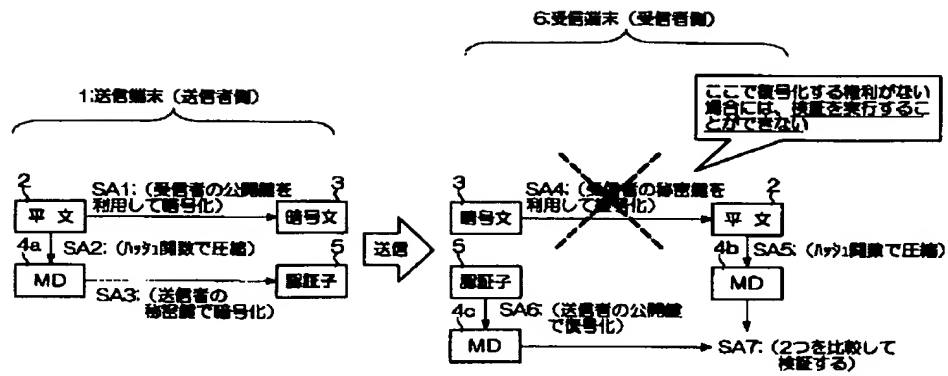 6:受信端末（受信者側）
1:送信端末（送信者側）
ここで復号化する権利がない
場合には、検証を実行するこ
とができない
2
平 文
SA1:（受信者の公開鍵を
利用して暗号化）
3
暗号文
4a
SA2:（ハッシュ関数で圧縮）
MD
SA3:（送信者の
秘密鍵で暗号化）
5
認証子
送信
3
暗号文
SA4:（受信者の秘密鍵を
利用して復号化）
2
平 文
5
認証子
4b
SA5:（ハッシュ関数で圧縮）
MD
4c
SA6:（送信者の公開鍵
で復号化）
MD
SA7:（2つを比較して
検証する）